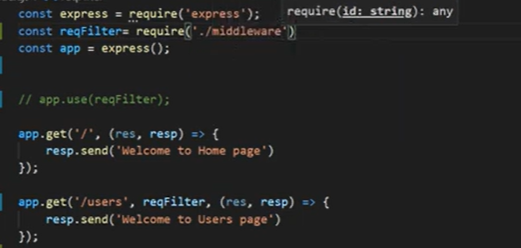 const express = require('express');
require(id: string): any
const reqFilter= require('./middleware')
const app = express();
// app.use(reqFilter);
app.get('/', (res, resp) => {
resp.send('Welcome to Home page')
});
app.get('/users', reqFilter, (res, resp) => {
resp.send('Welcome to Users page')
});